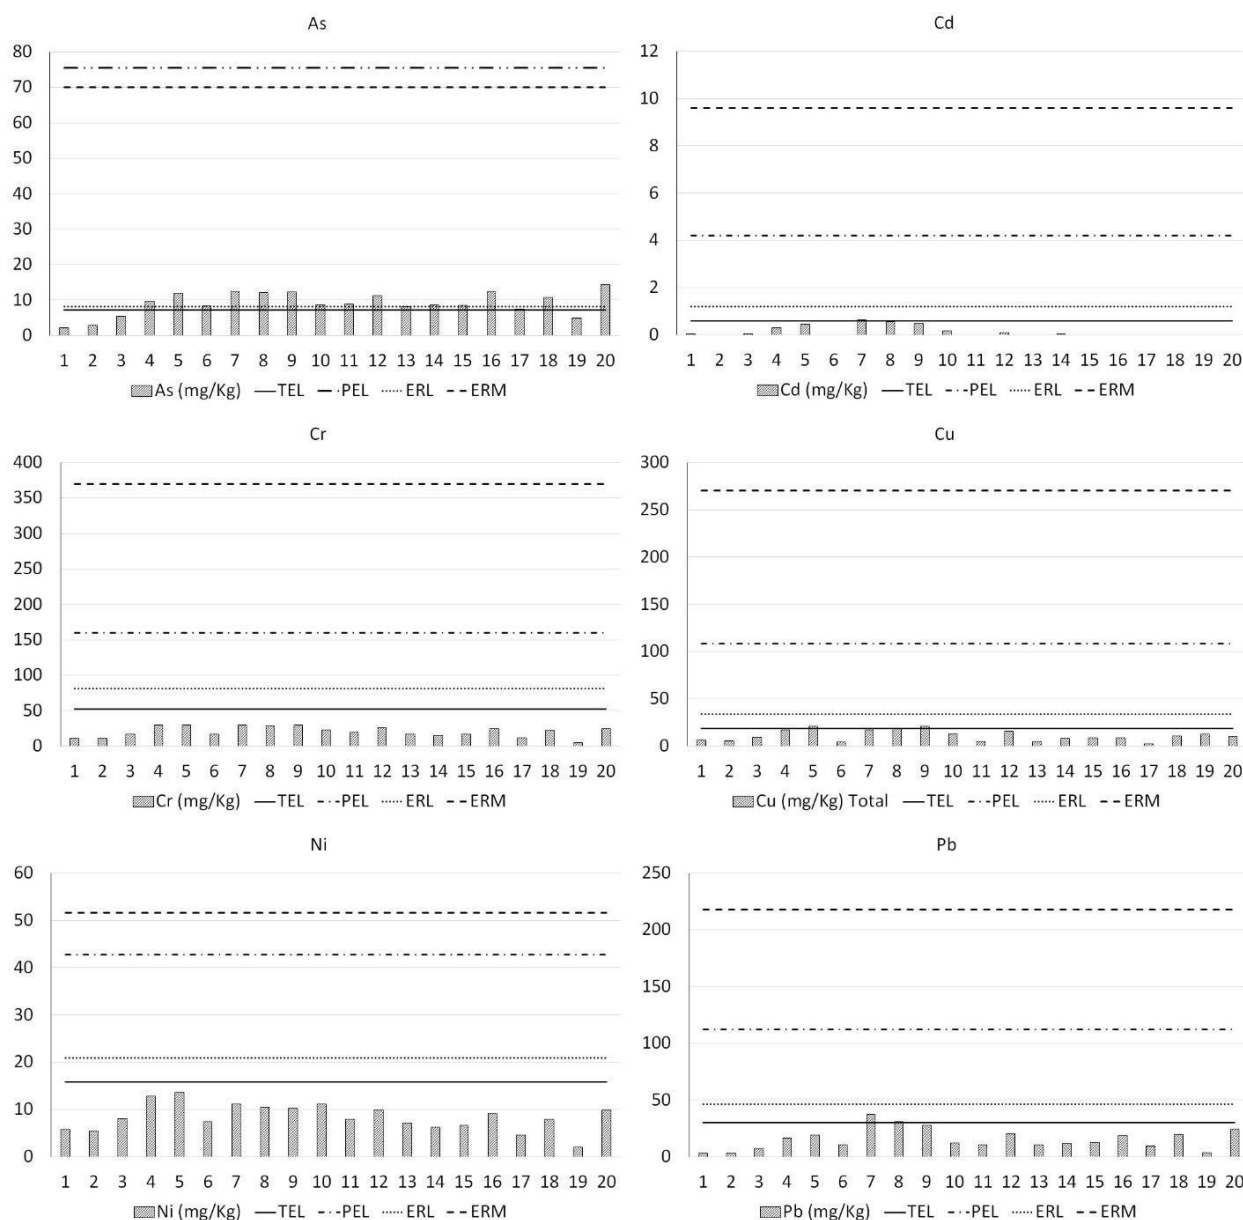 As
80
70
60
50
40
30
20
10
0
1 2 3 4 5 6 7 8 9 10 11 12 13 14 15 16 17 18 19 20
As (mg/Kg) TEL PEL ERL ERM
Cd
12
10
8
6
4
2
0
1 2 3 4 5 6 7 8 9 10 11 12 13 14 15 16 17 18 19 20
Cd (mg/Kg) TEL PEL ERL ERM
Cr
400
350
300
250
200
150
100
50
0
1 2 3 4 5 6 7 8 9 10 11 12 13 14 15 16 17 18 19 20
Cr (mg/Kg) TEL PEL ERL ERM
Cu
300
250
200
150
100
50
0
1 2 3 4 5 6 7 8 9 10 11 12 13 14 15 16 17 18 19 20
Cu (mg/Kg) Total TEL PEL ERL ERM
Ni
60
50
40
30
20
10
0
1 2 3 4 5 6 7 8 9 10 11 12 13 14 15 16 17 18 19 20
Ni (mg/Kg) TEL PEL ERL ERM
Pb
250
200
150
100
50
0
1 2 3 4 5 6 7 8 9 10 11 12 13 14 15 16 17 18 19 20
Pb (mg/Kg) TEL PEL ERL ERM